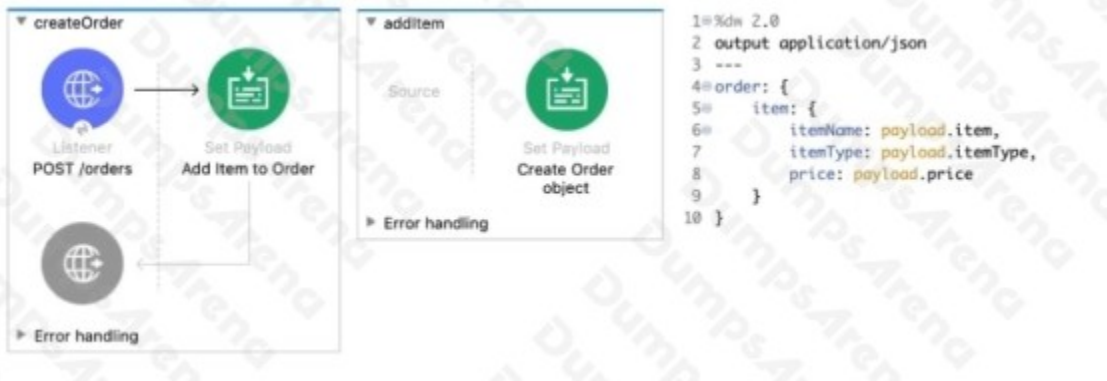 createOrder
Listener
POST /orders
Set Payload
Add Item to Order
Error handling
addItem
Source
Set Payload
Create Order
object
Error handling
1 %dw 2.0
2 output application/json
3 ---
4 order: {
5 item: {
6 itemName: payload.item,
7 itemType: payload.itemType,
8 price: payload.price
9 }
10 }
DumpsArena